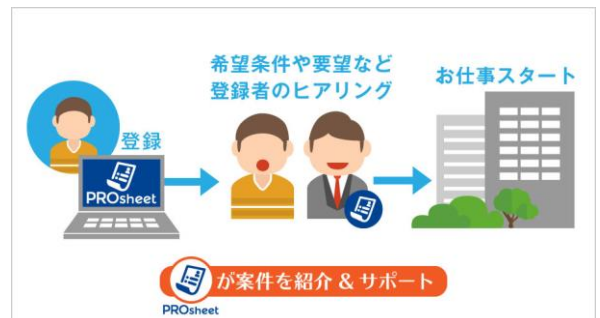 希望条件や要望など
登録者のヒアリング
お仕事スタート
登録
PROsheet
が案件を紹介 & サポート
PROsheet